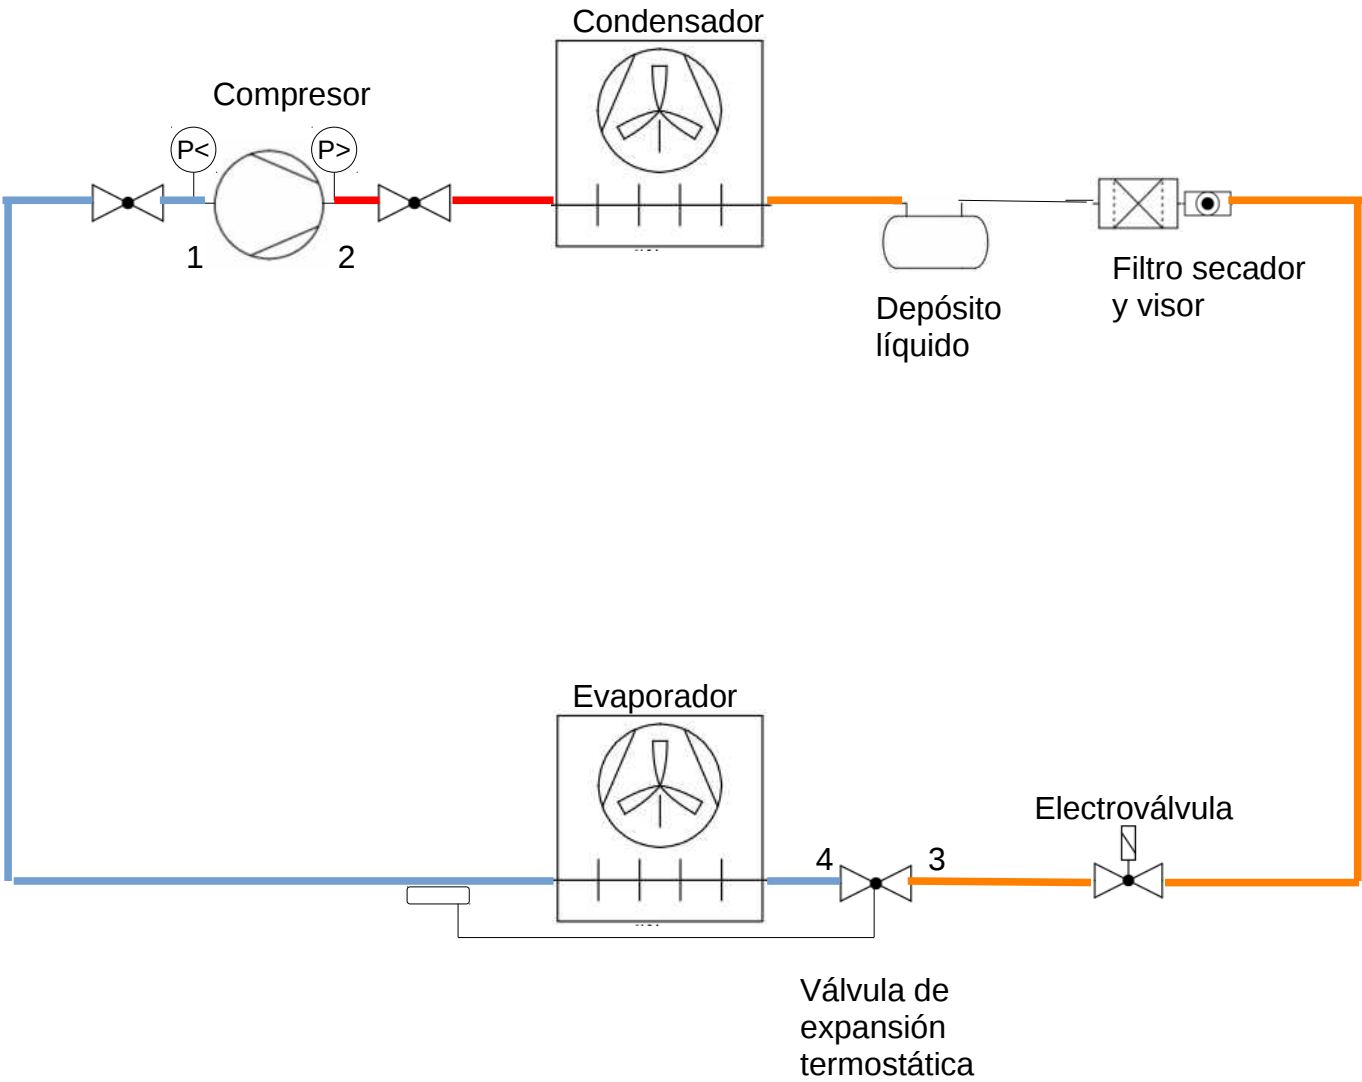 Condensador
Compresor
P<
P>
1
2
Filtro secador
y visor
Depósito
líquido
Evaporador
Electroválvula
4
3
Válvula de
expansión
termostática